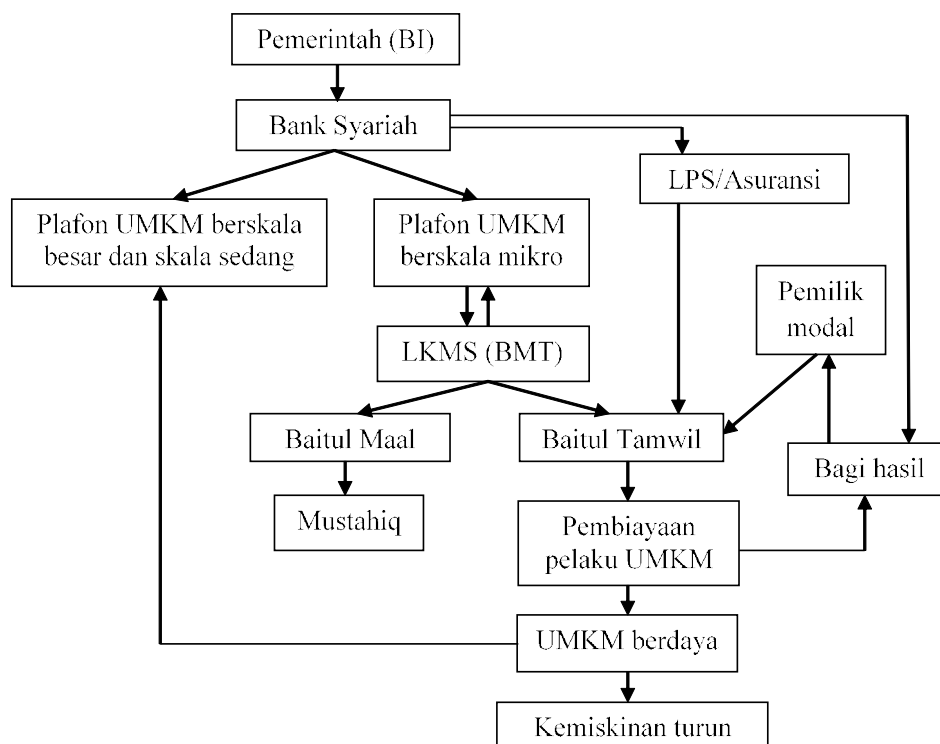 Pemerintah (BI)
Bank Syariah
LPS/Asuransi
Plafon UMKM berskala
besar dan skala sedang
Plafon UMKM
berskala mikro
Pemilik
modal
LKMS (BMT)
Baitul Maal
Baitul Tamwil
Bagi hasil
Mustahiq
Pembiayaan
pelaku UMKM
UMKM berdaya
Kemiskinan turun